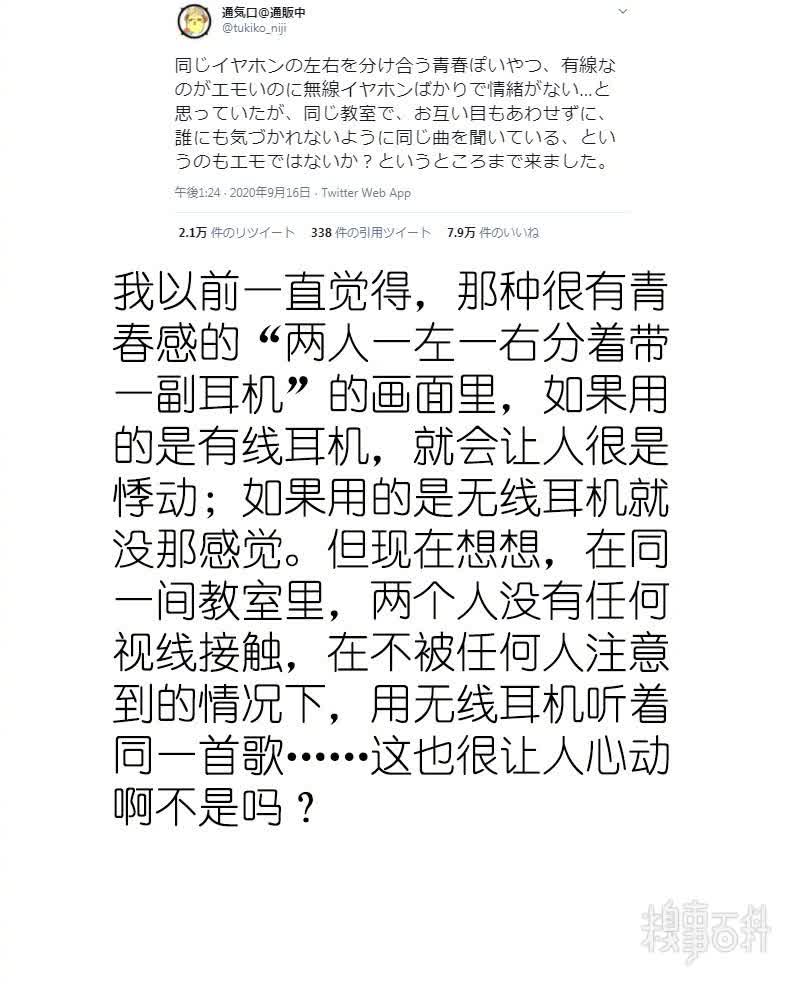 通気口@通販中
@tukiko_niji
同じイヤホンの左右を分け合う青春ぽいやつ、有線な
のがエモいのに無線イヤホンばかりで情緒がない...と
思っていたが、同じ教室で、お互い目もあわせずに、
誰にも気づかれないように同じ曲を聞いている、とい
うのもエモではないか？というところまで来ました。
午後1:24 · 2020年9月16日 · Twitter Web App
2.1万 件のリツイート 338 件の引用ツイート 7.9万 件のいいね
我以前一直觉得，那种很有青
春感的“两人一左一右分着带
一副耳机”的画面里，如果用
的是有线耳机，就会让人很是
悸动；如果用的是无线耳机就
没那感觉。但现在想想，在同
一间教室里，两个人没有任何
视线接触，在不被任何人注意
到的情况下，用无线耳机听着
同一首歌……这也很让人心动
啊不是吗？
糗事百科